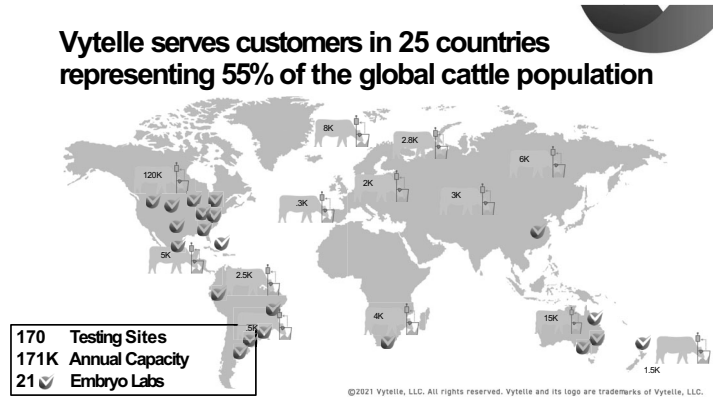 Vytelle serves customers in 25 countries
representing 55% of the global cattle population
8K
2.8K
6K
120K
2K
3K
.3K
5K
2.5K
4K
15K
.5K
1.5K
170 Testing Sites
171K Annual Capacity
21 Embryo Labs
©2021 Vytelle, LLC. All rights reserved. Vytelle and its logo are trademarks of Vytelle, LLC.